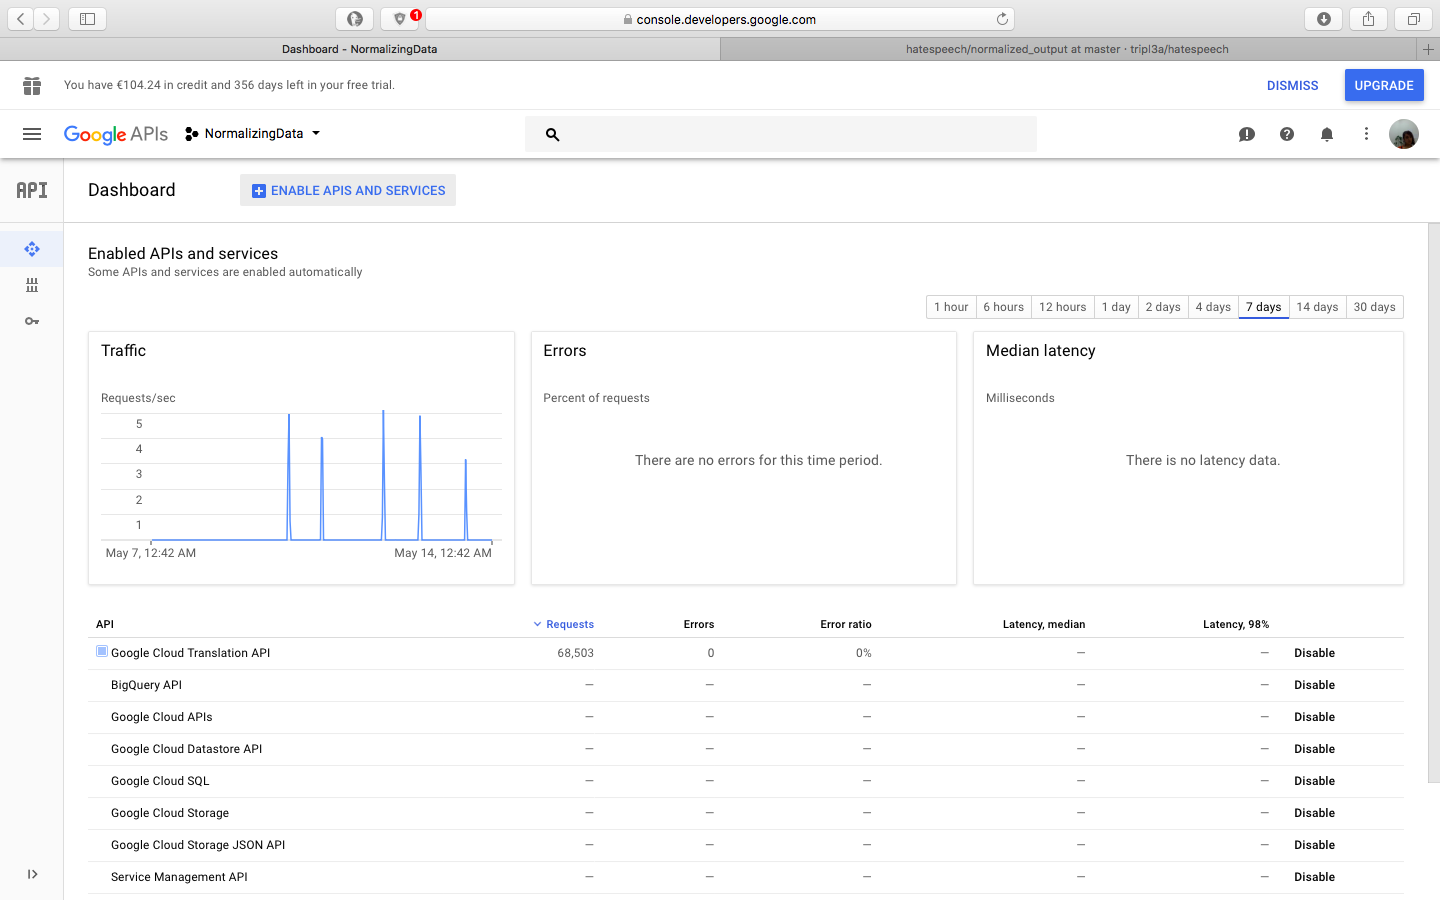 1
console.developers.google.com
Dashboard - NormalizingData
hatespeech/normalized_output at master · tripl3a/hatespeech
You have €104.24 in credit and 356 days left in your free trial.
DISMISS
UPGRADE
Google APIs
NormalizingData
API
Dashboard
ENABLE APIS AND SERVICES
Enabled APIs and services
Some APIs and services are enabled automatically
1 hour 6 hours 12 hours 1 day 2 days 4 days 7 days 14 days 30 days
Traffic
Requests/sec
5
4
3
2
1
May 7, 12:42 AM May 14, 12:42 AM
Errors
Percent of requests
There are no errors for this time period.
Median latency
Milliseconds
There is no latency data.
API Requests Errors Error ratio Latency, median Latency, 98%
Google Cloud Translation API 68,503 0 0% — — Disable
BigQuery API — — — — — Disable
Google Cloud APIs — — — — — Disable
Google Cloud Datastore API — — — — — Disable
Google Cloud SQL — — — — — Disable
Google Cloud Storage — — — — — Disable
Google Cloud Storage JSON API — — — — — Disable
Service Management API — — — — — Disable